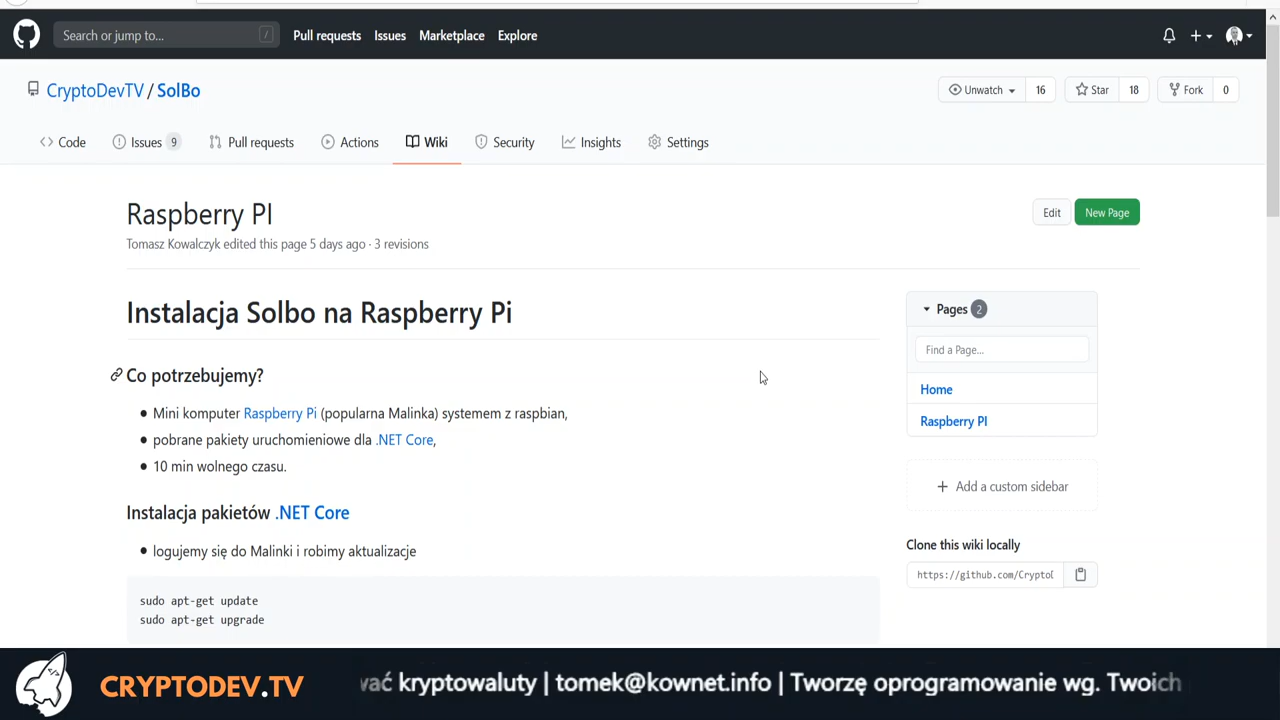 Search or jump to... /
Pull requests Issues Marketplace Explore
CryptoDevTV / SolBo
Unwatch 16 Star 18 Fork 0
Code Issues 9 Pull requests Actions Wiki Security Insights Settings
Raspberry PI
Edit New Page
Tomasz Kowalczyk edited this page 5 days ago · 3 revisions
Instalacja Solbo na Raspberry Pi
Co potrzebujemy?
• Mini komputer Raspberry Pi (popularna Malinka) systemem z raspbian,
• pobrane pakiety uruchomieniowe dla .NET Core,
• 10 min wolnego czasu.
Instalacja pakietów .NET Core
• logujemy się do Malinki i robimy aktualizacje
sudo apt-get update
sudo apt-get upgrade
Pages 2
Find a Page...
Home
Raspberry PI
+ Add a custom sidebar
Clone this wiki locally
https://github.com/Crypto
CRYPTODEV.TV
wać kryptowaluty | tomek@kownet.info | Tworzę oprogramowanie wg. Twoich